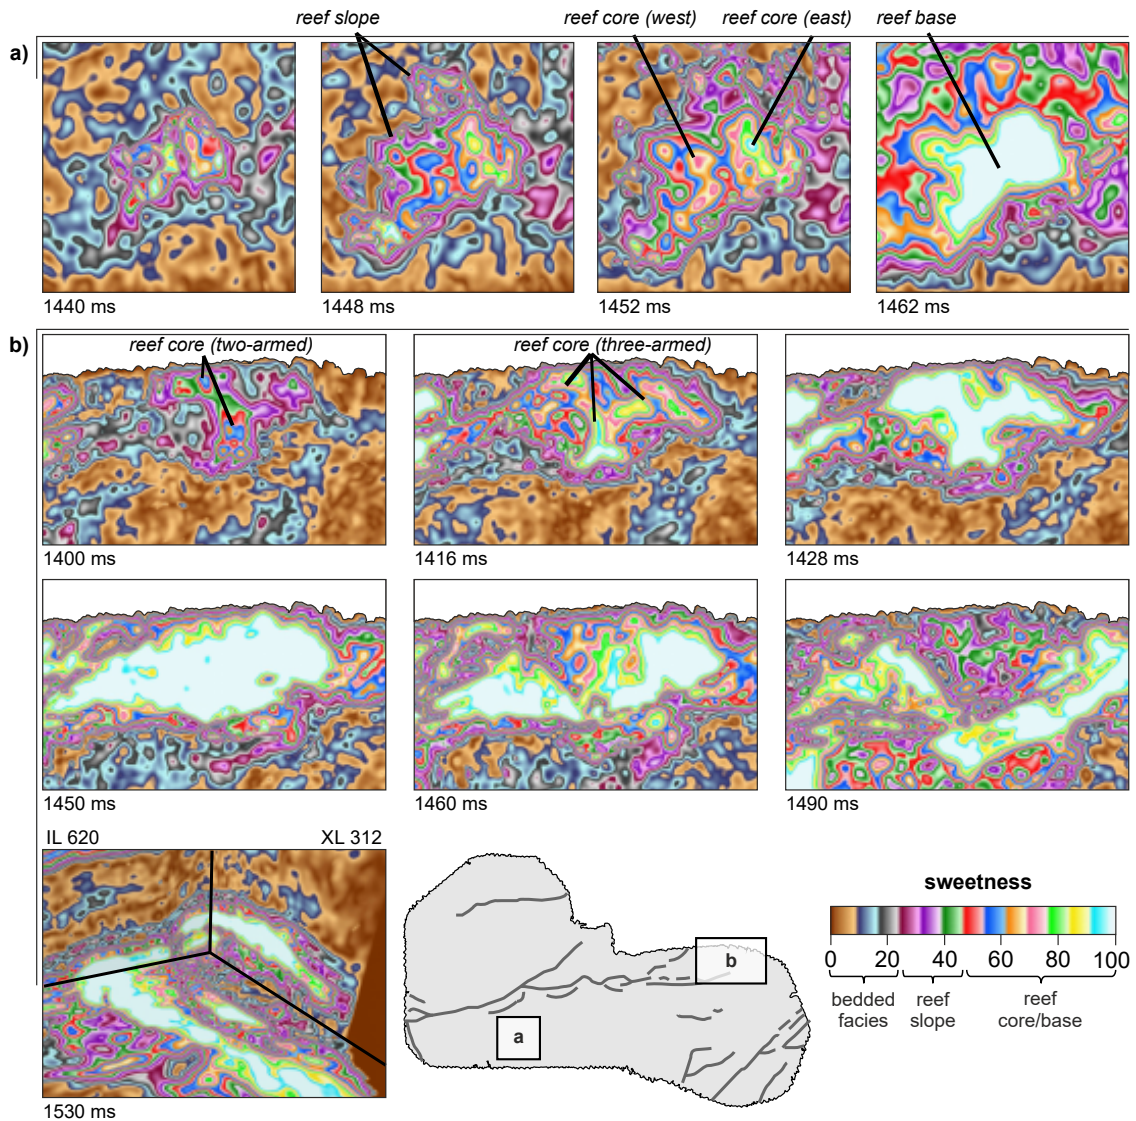 reef slope
reef core (west)
reef core (east)
reef base
a)
1440 ms
1448 ms
1452 ms
1462 ms
b)
reef core (two-armed)
reef core (three-armed)
1400 ms
1416 ms
1428 ms
1450 ms
1460 ms
1490 ms
IL 620
XL 312
1530 ms
a
b
sweetness
0 20 40 60 80 100
bedded
facies
reef
slope
reef
core/base